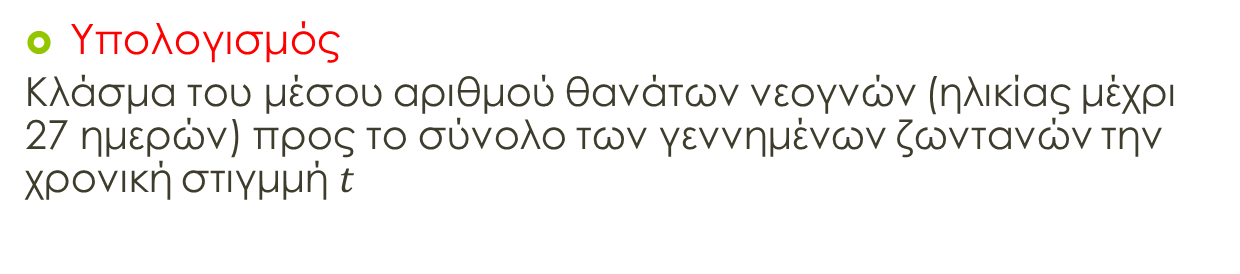 Υπολογισμός
Κλάσμα του μέσου αριθμού θανάτων νεογνών (ηλικίας μέχρι
27 ημερών) προς το σύνολο των γεννημένων ζωντανών την
χρονική στιγμμή t